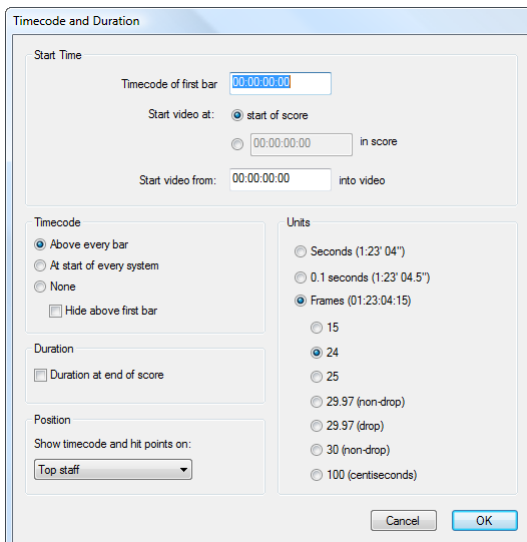 Timecode and Duration
Start Time
Timecode of first bar 00:00:00:00
Start video at: start of score
00:00:00:00 in score
Start video from: 00:00:00:00 into video
Timecode
Above every bar
At start of every system
None
Hide above first bar
Duration
Duration at end of score
Position
Show timecode and hit points on:
Top staff
Units
Seconds (1:23' 04")
0.1 seconds (1:23' 04.5")
Frames (01:23:04:15)
15
24
25
29.97 (non-drop)
29.97 (drop)
30 (non-drop)
100 (centiseconds)
Cancel OK